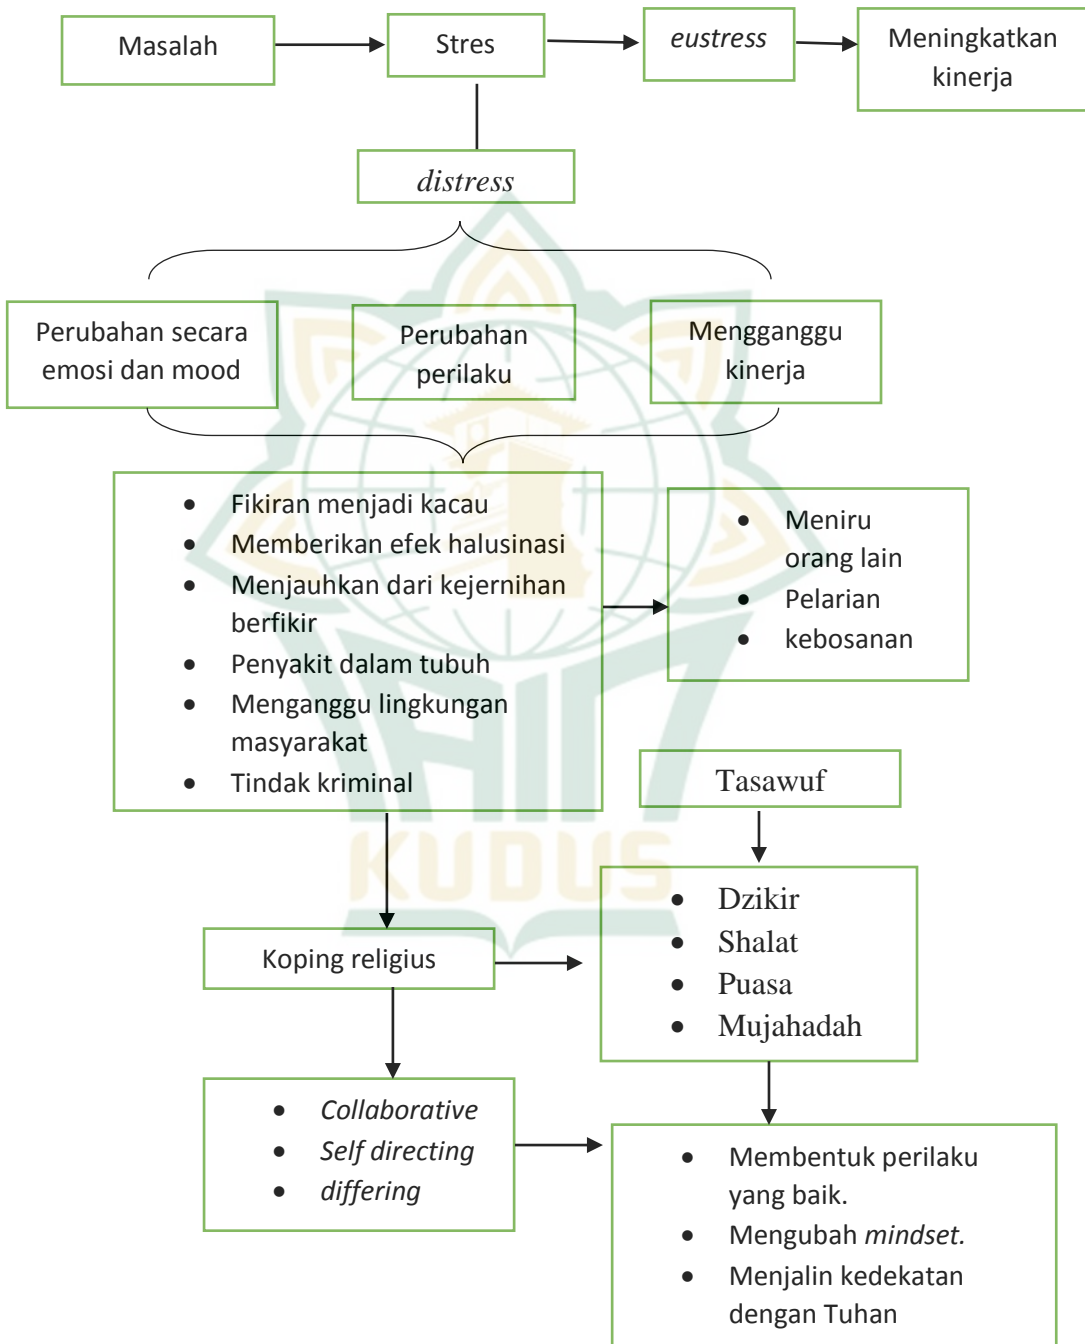 Masalah
Stres
eustress
Meningkatkan
kinerja
distress
Perubahan secara
emosi dan mood
Perubahan
perilaku
Mengganggu
kinerja
• Fikiran menjadi kacau
• Memberikan efek halusinasi
• Menjauhkan dari kejernihan
berfikir
• Penyakit dalam tubuh
• Menganggu lingkungan
masyarakat
• Tindak kriminal
• Meniru
orang lain
• Pelarian
• kebosanan
Tasawuf
• Dzikir
• Shalat
• Puasa
• Mujahadah
Koping religius
• Collaborative
• Self directing
• differing
• Membentuk perilaku
yang baik.
• Mengubah mindset.
• Menjalin kedekatan
dengan Tuhan
IAIN
KUDUS